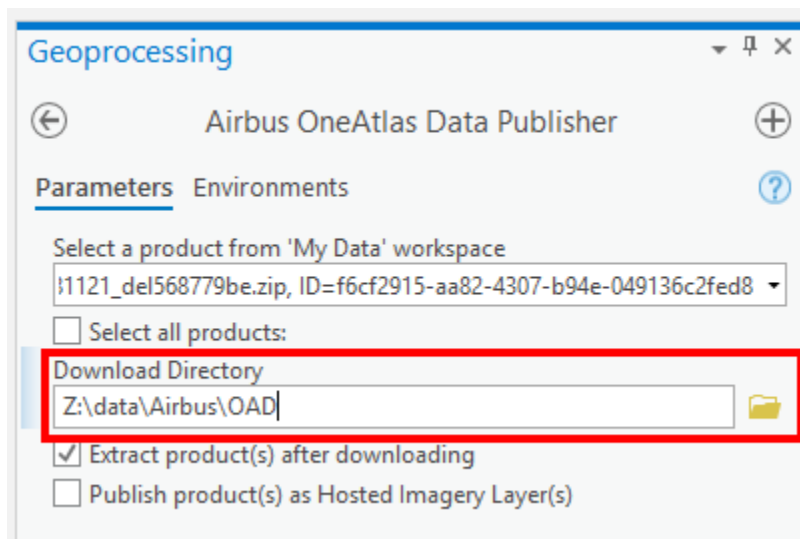 Geoprocessing
Airbus OneAtlas Data Publisher
Parameters Environments
Select a product from 'My Data' workspace
31121_del568779be.zip, ID=f6cf2915-aa82-4307-b94e-049136c2fed8
Select all products:
Download Directory
Z:\data\Airbus\OAD
Extract product(s) after downloading
Publish product(s) as Hosted Imagery Layer(s)